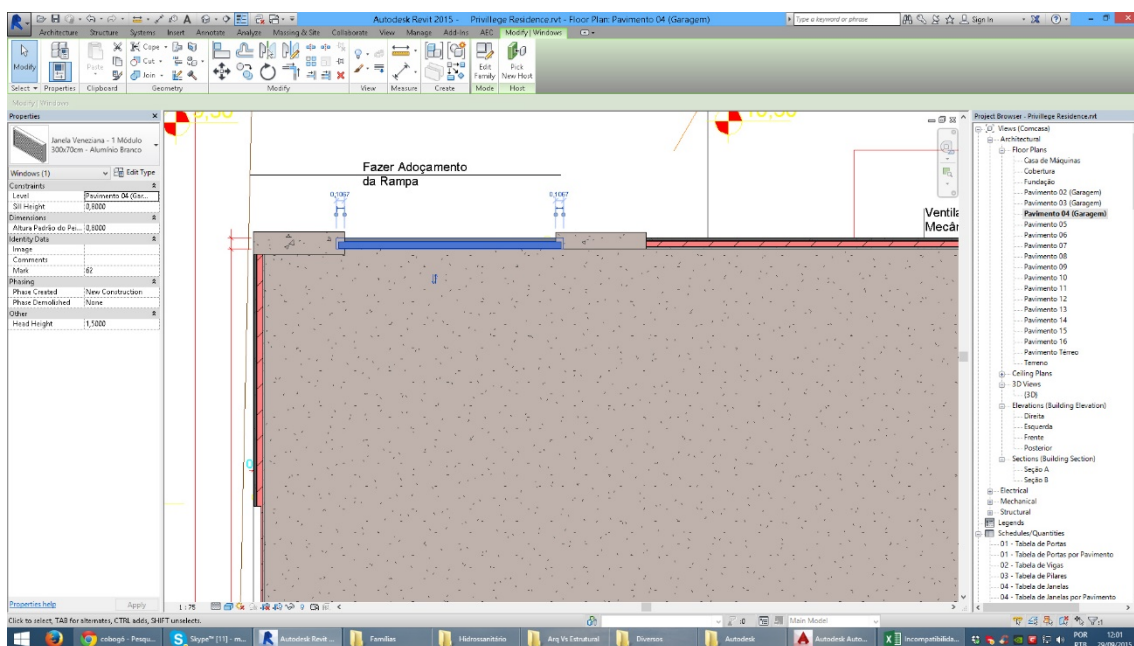 Autodesk Revit 2015 - Privillege Residence.rvt - Floor Plan: Pavimento 04 (Garagem)
Type a keyword or phrase
Sign In
Architecture Structure Systems Insert Annotate Analyze Massing & Site Collaborate View Manage Add-Ins AEC Modify | Windows
Modify
Paste
Cope
Cut
Join
Edit Family
Pick New Host
Select Properties Clipboard Geometry Modify View Measure Create Mode Host
Modify | Windows
Properties
Janela Veneziana - 1 Módulo
300x70cm - Alumínio Branco
Windows (1) Edit Type
Constraints
Level Pavimento 04 (Gar...
Sill Height 0,8000
Dimensions
Altura Padrão do Pei... 0,8000
Identity Data
Image
Comments
Mark 62
Phasing
Phase Created New Construction
Phase Demolished None
Other
Head Height 1,5000
Properties help Apply
Fazer Adoçamento
da Rampa
0,1067 0,1067
Project Browser - Privillege Residence.rvt
Views (Comcasa)
Architectural
Floor Plans
Casa de Máquinas
Cobertura
Fundação
Pavimento 02 (Garagem)
Pavimento 03 (Garagem)
Pavimento 04 (Garagem)
Pavimento 05
Pavimento 06
Pavimento 07
Pavimento 08
Pavimento 09
Pavimento 10
Pavimento 11
Pavimento 12
Pavimento 13
Pavimento 14
Pavimento 15
Pavimento 16
Pavimento Térreo
Terreno
Ceiling Plans
3D Views
{3D}
Elevations (Building Elevation)
Direita
Esquerda
Frente
Posterior
Sections (Building Section)
Seção A
Seção B
Electrical
Mechanical
Structural
Legends
Schedules/Quantities
01 - Tabela de Portas
01 - Tabela de Portas por Pavimento
02 - Tabela de Vigas
03 - Tabela de Pilares
04 - Tabela de Janelas
04 - Tabela de Janelas por Pavimento
1 : 75
Click to select, TAB for alternates, CTRL adds, SHIFT unselects.
:0 Main Model
cobogó - Pesqu... Skype™ [11] - m... Autodesk Revit ... Famílias Hidrossanitário Arq Vs Estrutural Diversos Autodesk Autodesk Auto... Incompatibilida...
POR 12:01
PTB 29/09/2015